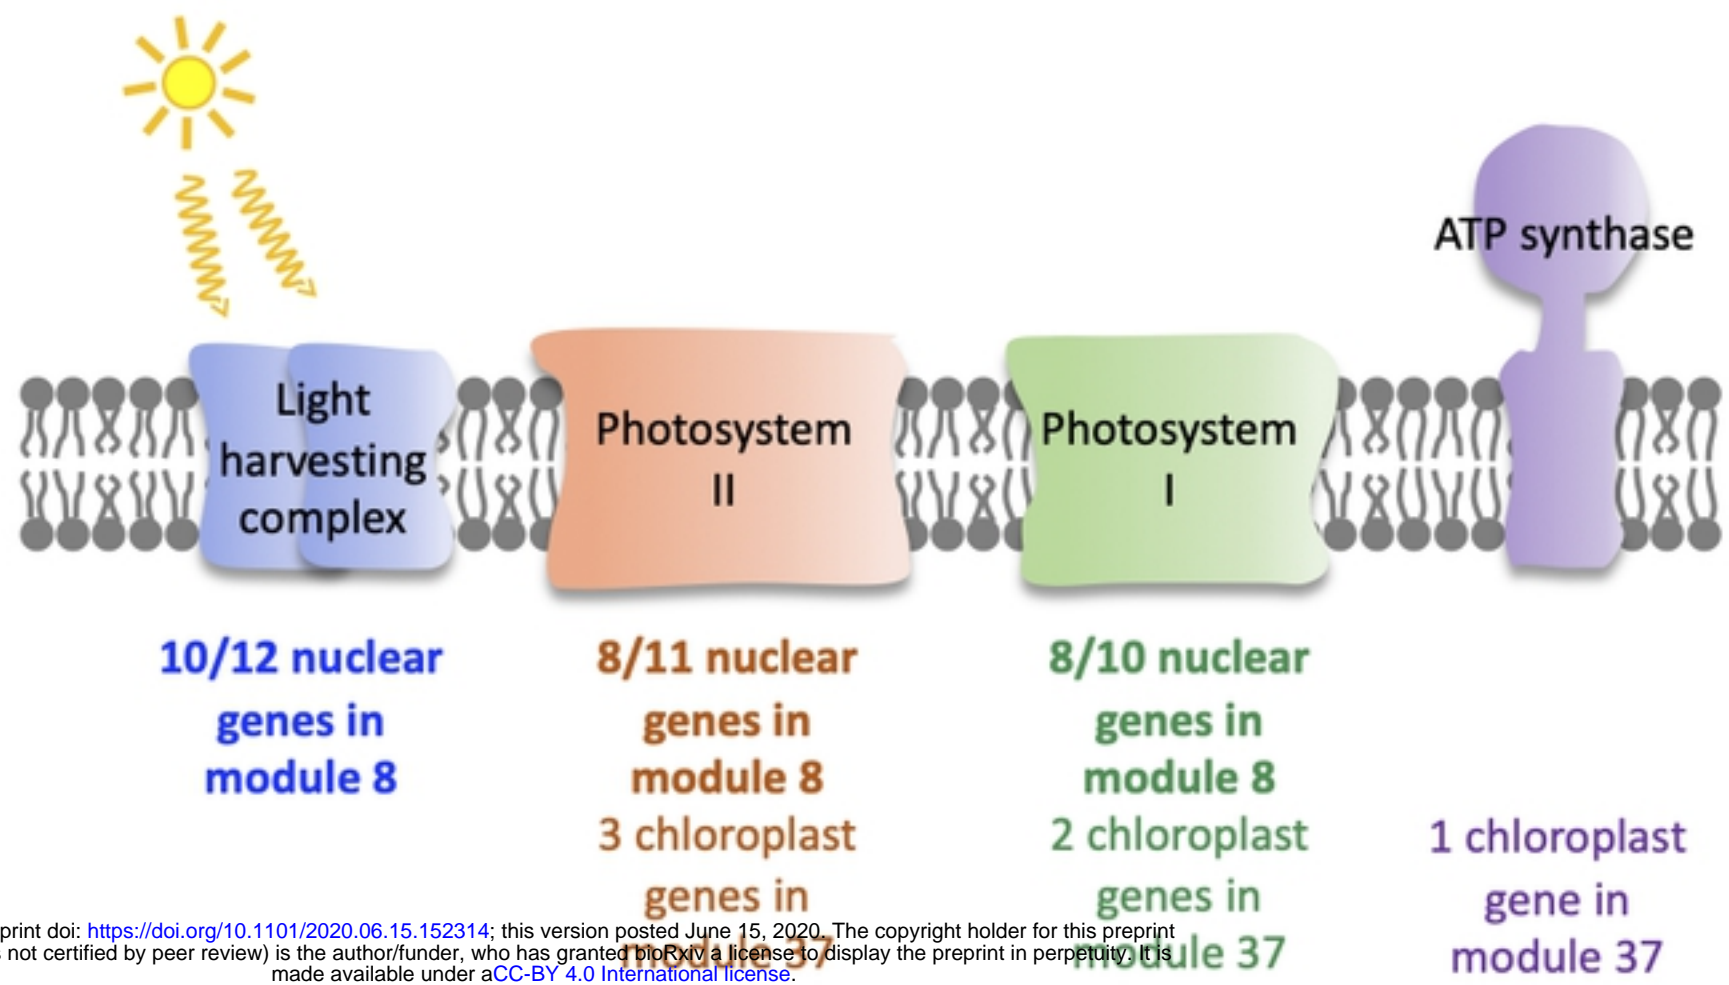 ATP synthase
Light
harvesting
complex
Photosystem
II
Photosystem
I
10/12 nuclear
genes in
module 8
8/11 nuclear
genes in
module 8
3 chloroplast
genes in
module 37
8/10 nuclear
genes in
module 8
2 chloroplast
genes in
module 37
1 chloroplast
gene in
module 37
print doi: https://doi.org/10.1101/2020.06.15.152314; this version posted June 15, 2020. The copyright holder for this preprint
not certified by peer review) is the author/funder, who has granted bioRxiv a license to display the preprint in perpetuity. It is
made available under aCC-BY 4.0 International license.